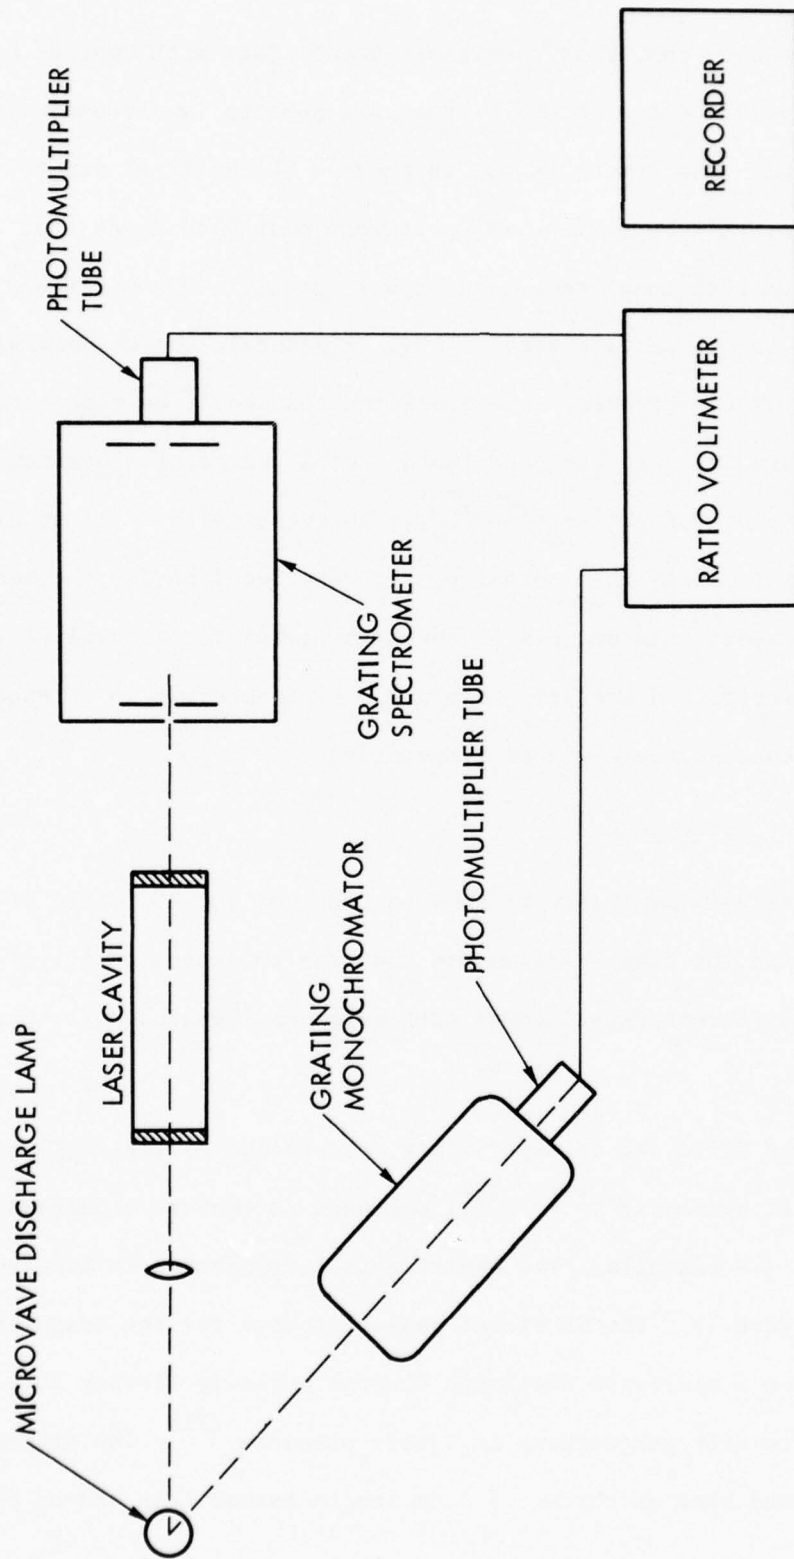 MICROVAVE DISCHARGE LAMP
LASER CAVITY
PHOTOMULTIPLIER
TUBE
GRATING
SPECTROMETER
GRATING
MONOCHROMATOR
PHOTOMULTIPLIER TUBE
RATIO VOLTMETER
RECORDER